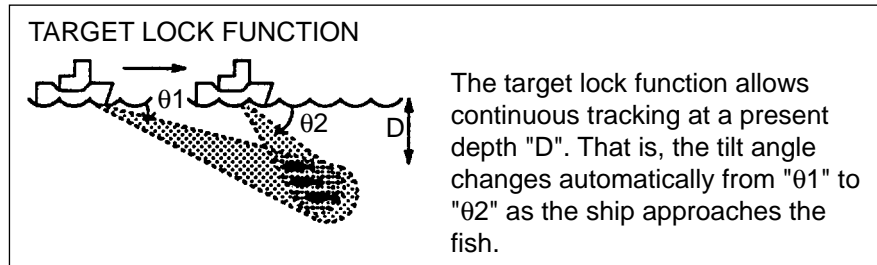 TARGET LOCK FUNCTION
θ1
θ2
D
The target lock function allows
continuous tracking at a present
depth "D". That is, the tilt angle
changes automatically from "θ1" to
"θ2" as the ship approaches the
fish.